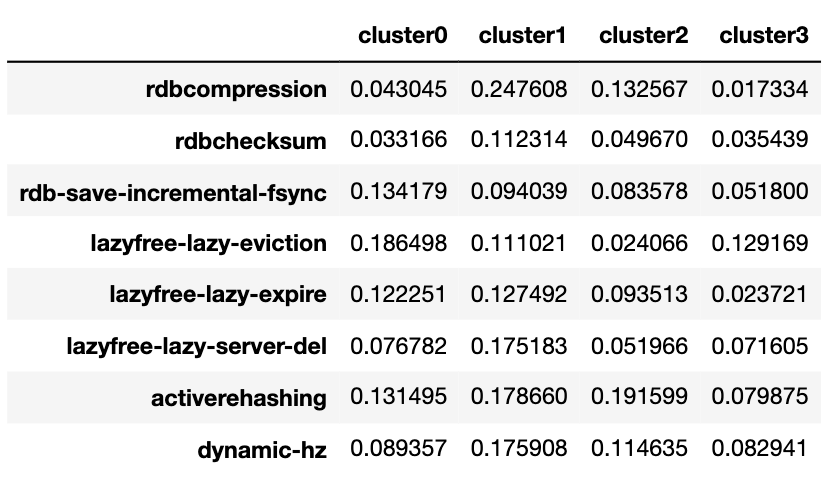 cluster0 cluster1 cluster2 cluster3
rdbcompression 0.043045 0.247608 0.132567 0.017334
rdbchecksum 0.033166 0.112314 0.049670 0.035439
rdb-save-incremental-fsync 0.134179 0.094039 0.083578 0.051800
lazyfree-lazy-eviction 0.186498 0.111021 0.024066 0.129169
lazyfree-lazy-expire 0.122251 0.127492 0.093513 0.023721
lazyfree-lazy-server-del 0.076782 0.175183 0.051966 0.071605
activerehashing 0.131495 0.178660 0.191599 0.079875
dynamic-hz 0.089357 0.175908 0.114635 0.082941